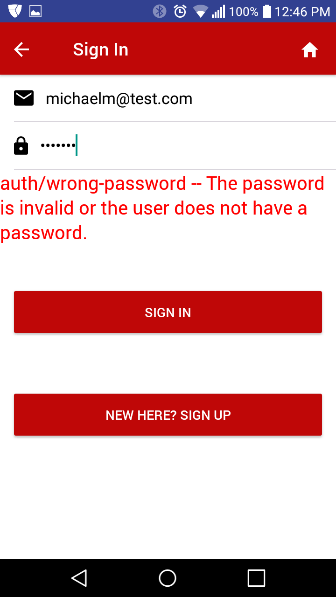 100% 12:46 PM
Sign In
michaelm@test.com
•••••••
auth/wrong-password -- The password
is invalid or the user does not have a
password.
SIGN IN
NEW HERE? SIGN UP